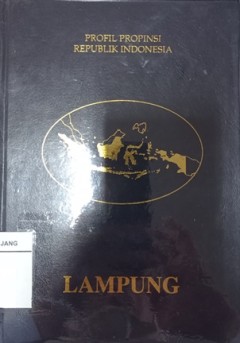 PROFIL PROPINSI
REPUBLIK INDONESIA
JANG
LAMPUNG